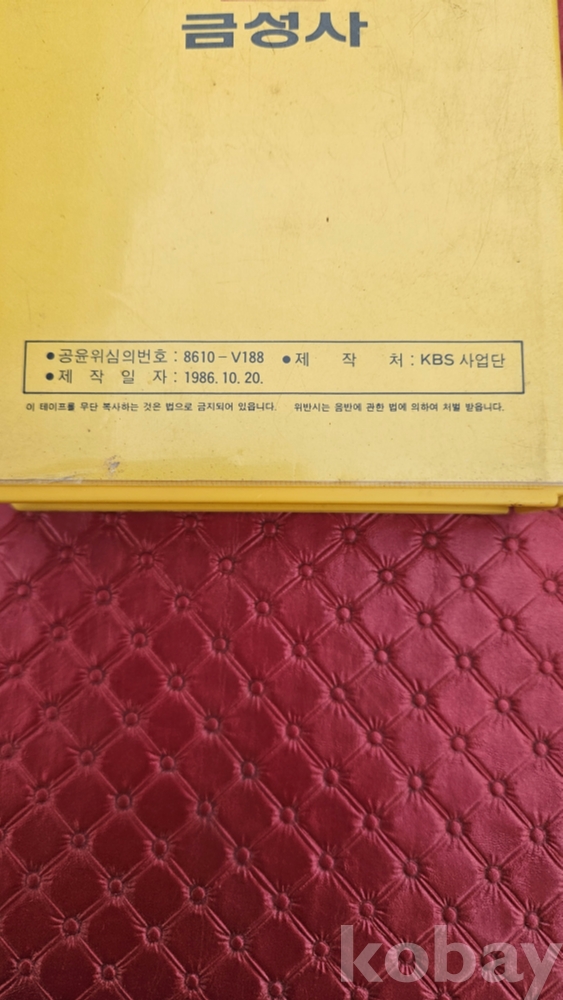 금성사
● 공윤위심의번호 : 8610-V188 ● 제 작 처 : KBS 사업단
● 제 작 일 자 : 1986. 10. 20.
이 테이프를 무단 복사하는 것은 법으로 금지되어 있읍니다. 위반시는 음반에 관한 법에 의하여 처벌 받읍니다.
kobay